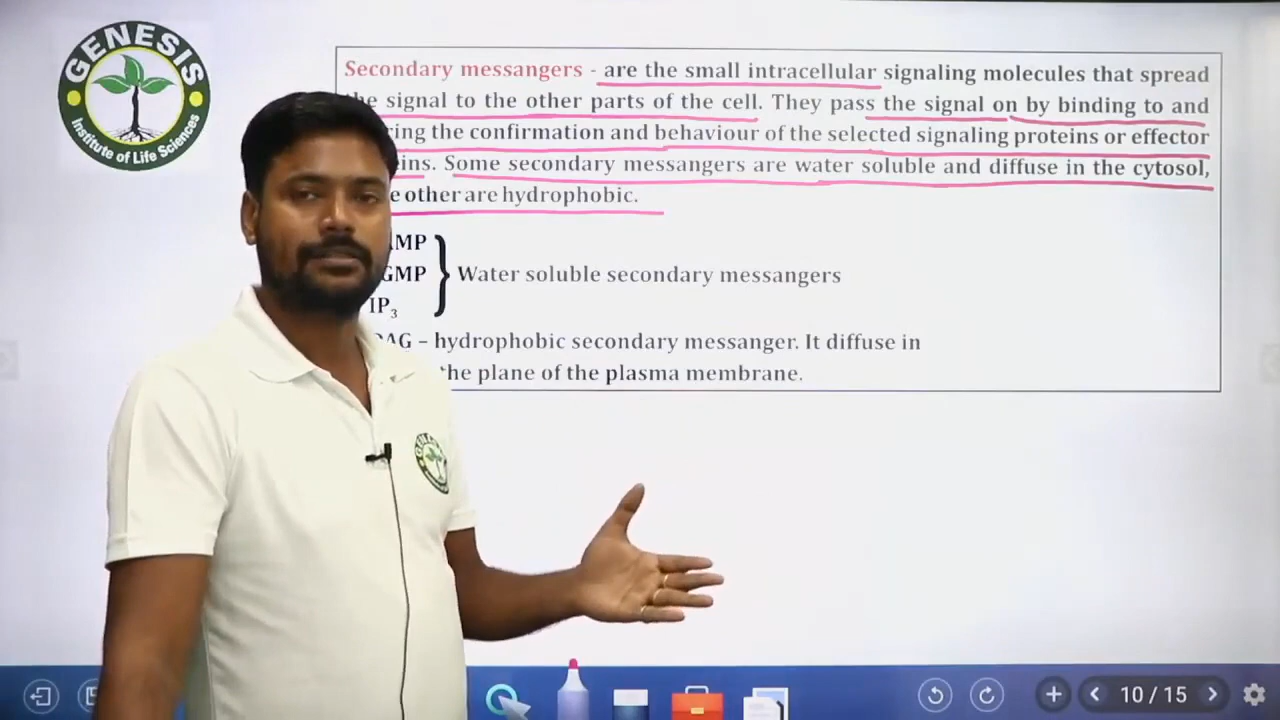 GENESIS
Institute of Life Sciences
Secondary messangers - are the small intracellular signaling molecules that spread
signal to the other parts of the cell. They pass the signal on by binding to and
the confirmation and behaviour of the selected signaling proteins or effector
Some secondary messangers are water soluble and diffuse in the cytosol,
other are hydrophobic.
MP
GMP
IP3
} Water soluble secondary messangers
DAG – hydrophobic secondary messanger. It diffuse in
the plane of the plasma membrane.
10 / 15